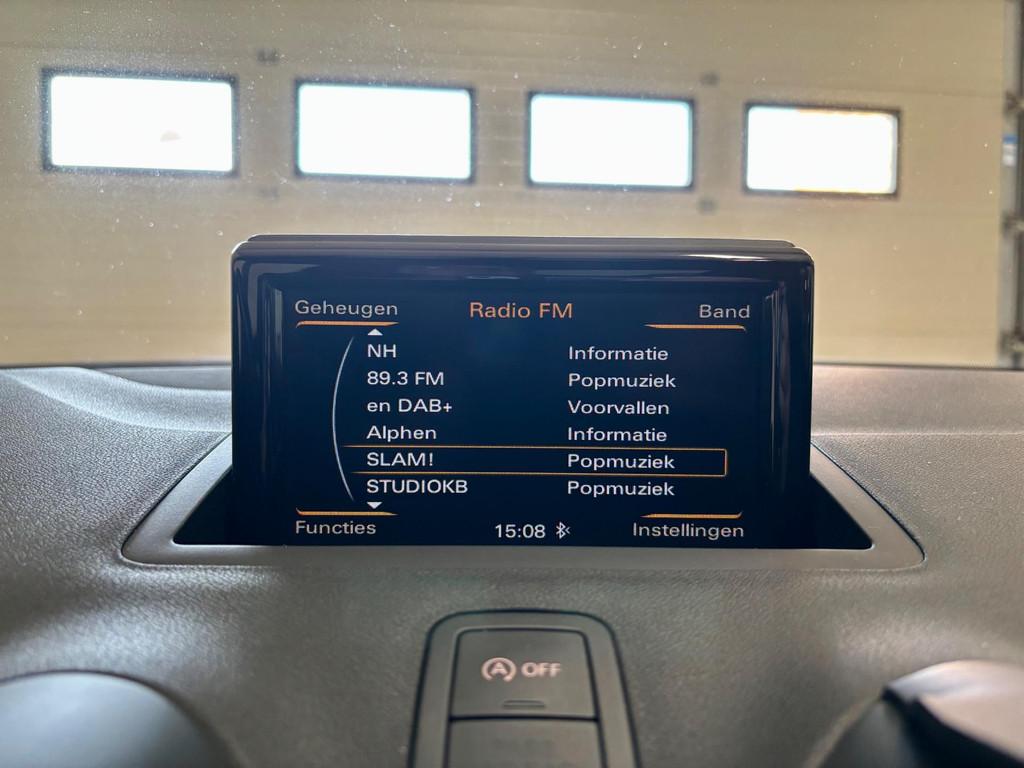 Geheugen Radio FM Band
NH Informatie
89.3 FM Popmuziek
en DAB+ Voorvallen
Alphen Informatie
SLAM! Popmuziek
STUDIOKB Popmuziek
Functies 15:08 Instellingen
A OFF